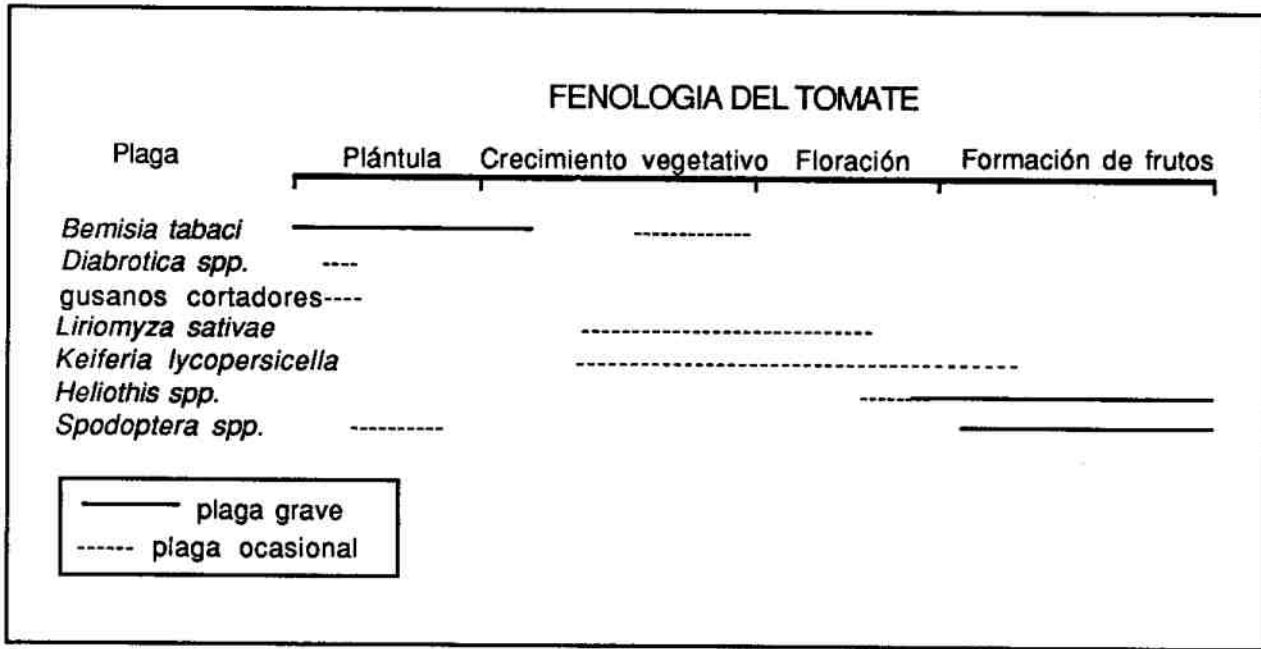 FENOLOGIA DEL TOMATE
Plaga Plántula Crecimiento vegetativo Floración Formación de frutos
Bemisia tabaci
Diabrotica spp.
gusanos cortadores
Liriomyza sativae
Keiferia lycopersicella
Heliothis spp.
Spodoptera spp.
plaga grave
plaga ocasional